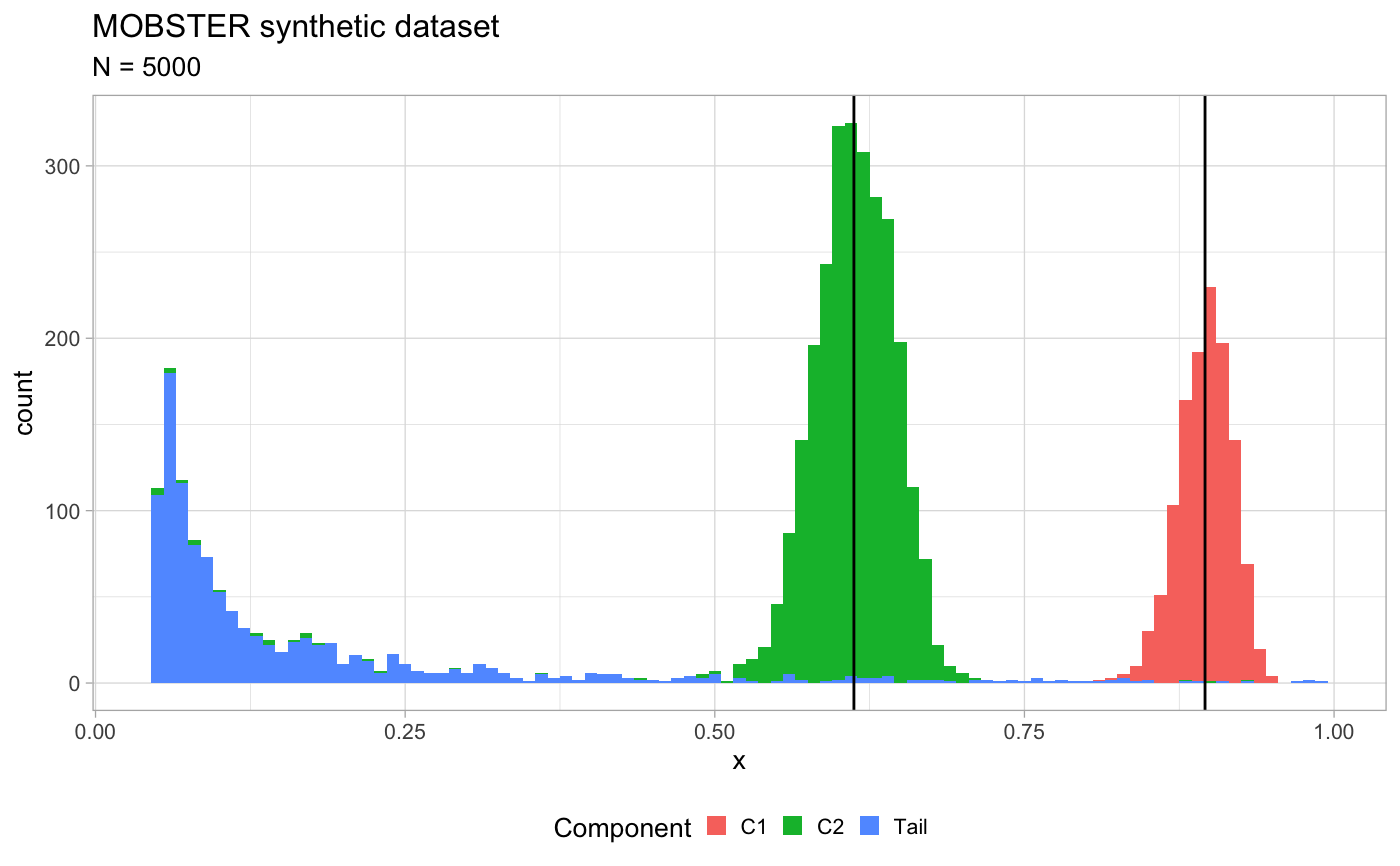 MOBSTER synthetic dataset
N = 5000
300
200
100
0
count
0.00 0.25 0.50 0.75 1.00
x
Component C1 C2 Tail